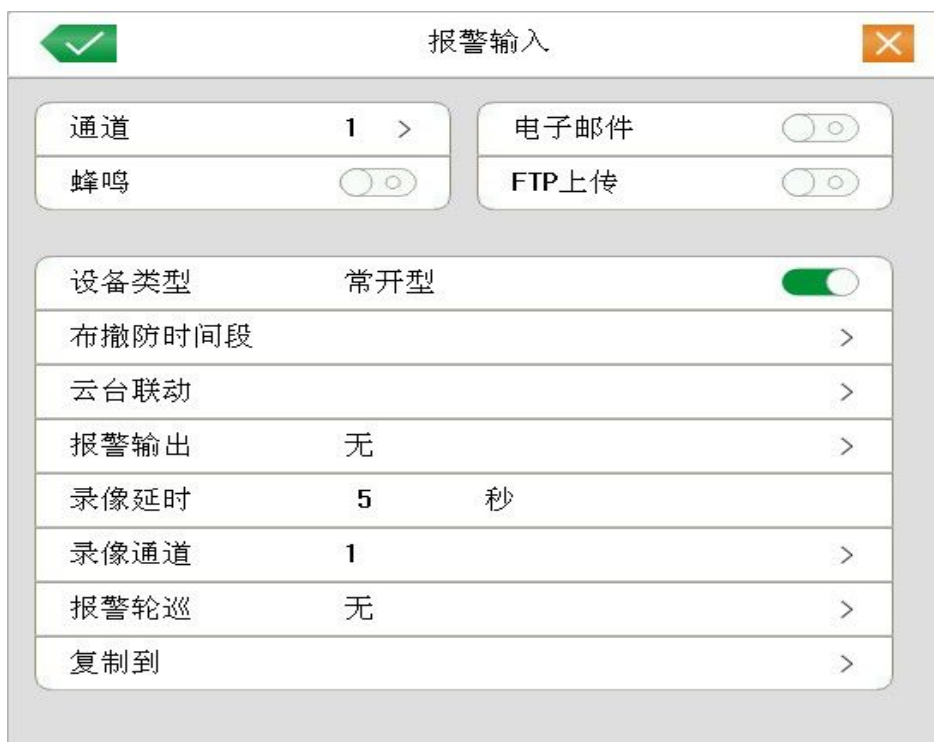 报警输入
通道 1 >
电子邮件
蜂鸣
FTP上传
设备类型 常开型
布撤防时间段 >
云台联动 >
报警输出 无 >
录像延时 5 秒
录像通道 1 >
报警轮巡 无 >
复制到 >